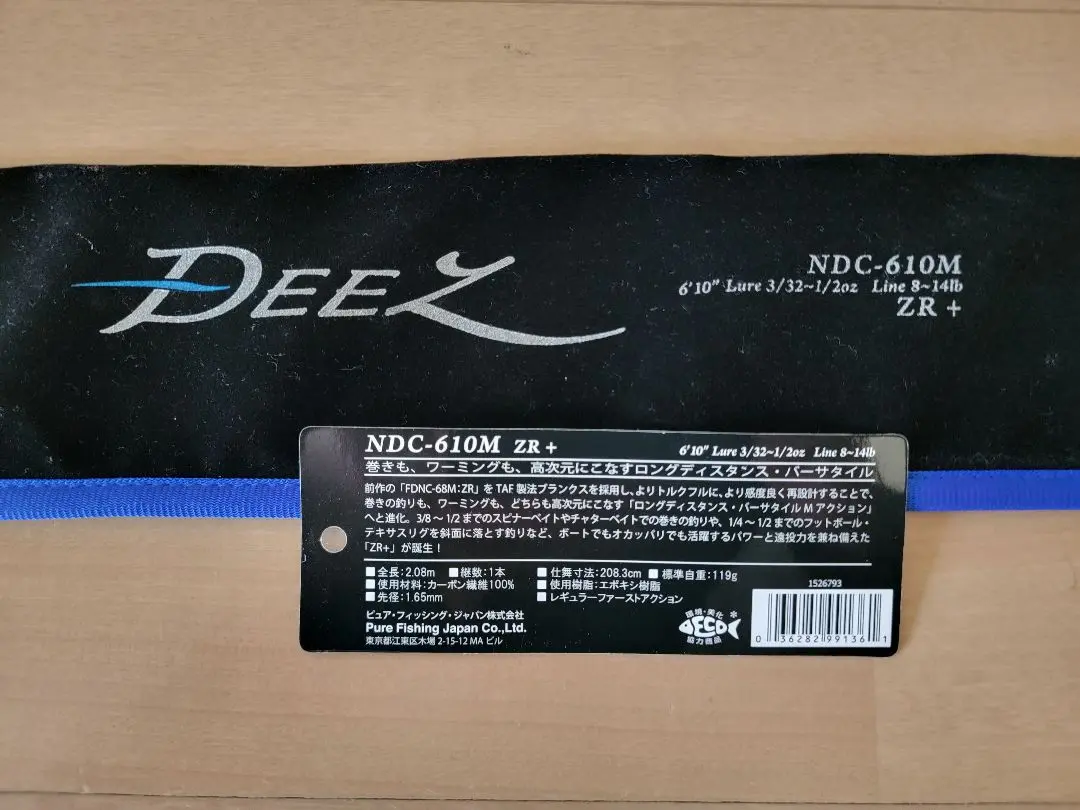 DEEZ
NDC-610M
6'10" Lure 3/32~1/2oz Line 8~14lb
ZR +
NDC-610M ZR +
6'10" Lure 3/32~1/2oz Line 8~14lb
巻きも、ワーミングも、高次元にこなすロングディスタンス・バーサタイル
前作の「FDNC-68M:ZR」を TAF 製法ブランクスを採用し、よりトルクフルに、より感度良く再設計することで、
巻きの釣りも、ワーミングも、どちらも高次元にこなす「ロングディスタンス・バーサタイル M アクション」
へと進化。3/8 ～ 1/2 までのスピナーベイトやチャターベイトでの巻きの釣りや、1/4 ～ 1/2 までのフットボール・
テキサスリグを斜面に落とす釣りなど、ボートでもオカッパリでも活躍するパワーと遠投力を兼ね備えた
「ZR+」が誕生！
■全長：2.08m ■継数：1本 ■仕舞寸法：208.3cm ■標準自重：119g
■使用材料：カーボン繊維100% ■使用樹脂：エポキシ樹脂
■先径：1.65mm ■レギュラーファーストアクション
ピュア・フィッシング・ジャパン株式会社
Pure Fishing Japan Co.,Ltd.
東京都江東区木場 2-15-12 MA ビル
環境・美化
ECO
協力商品
1526793
0 36282 99136 1